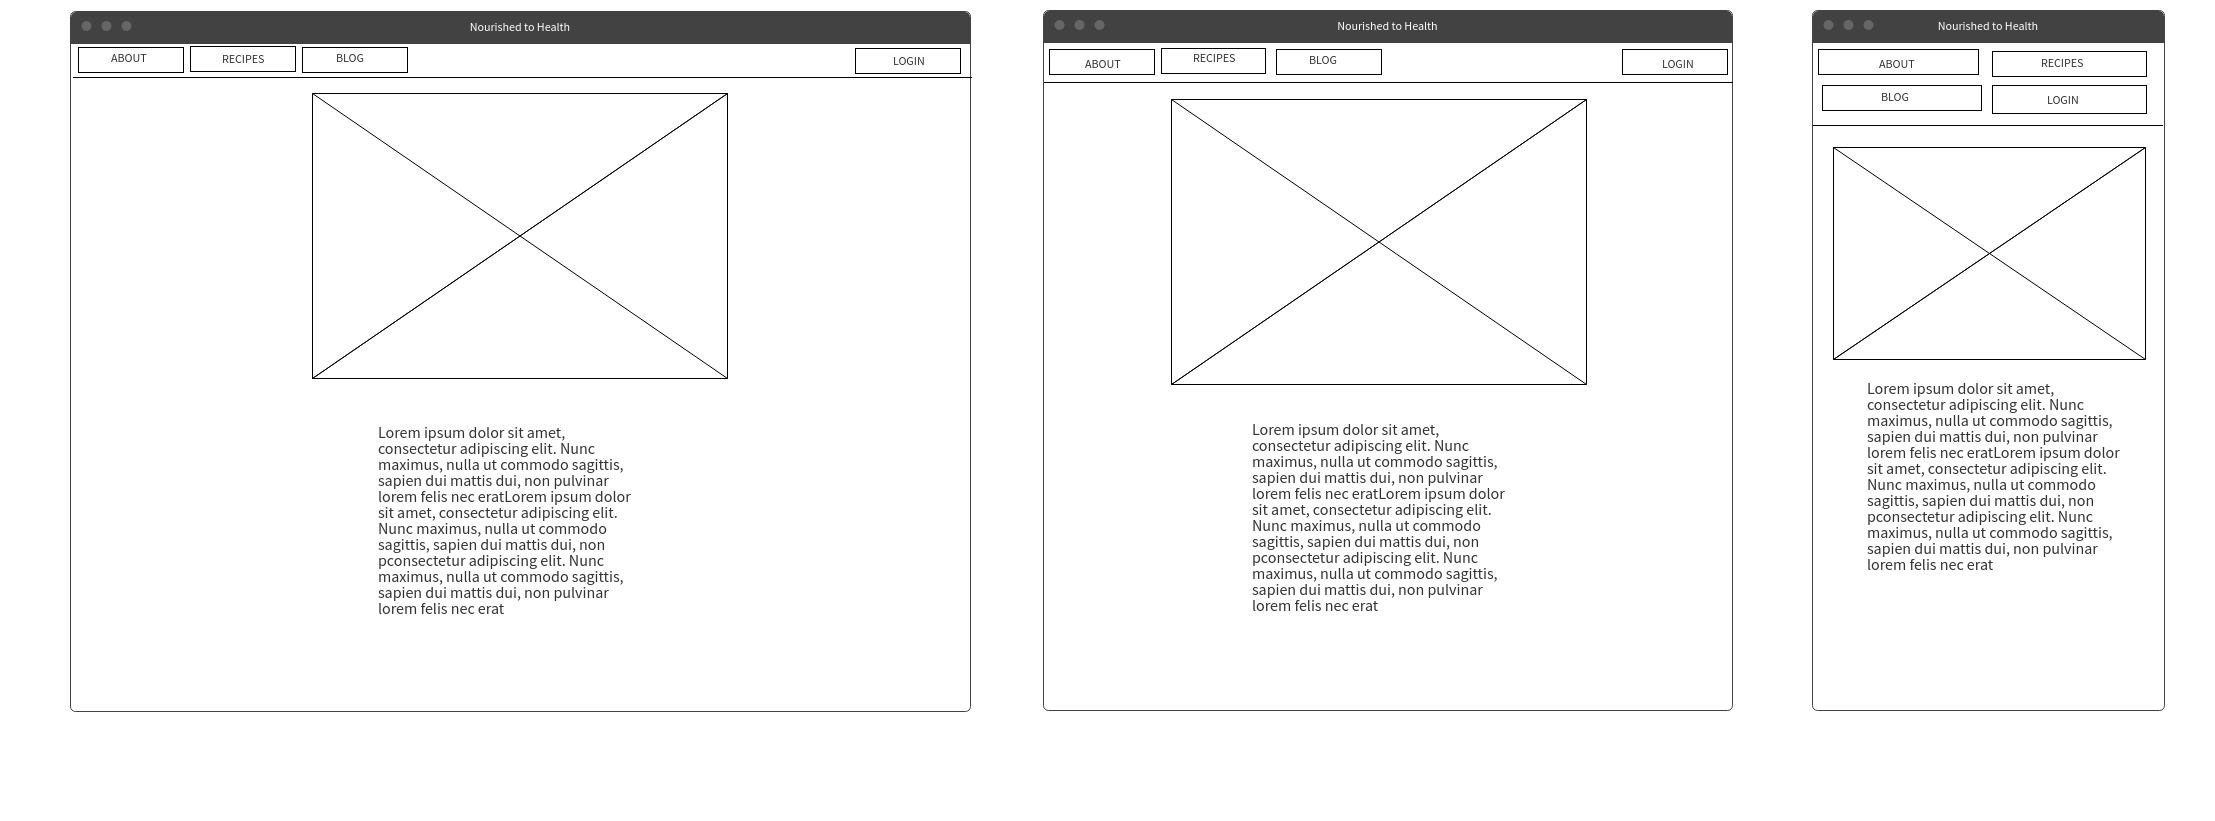 Nourished to Health
ABOUT
RECIPES
BLOG
LOGIN
Lorem ipsum dolor sit amet,
consectetur adipiscing elit. Nunc
maximus, nulla ut commodo sagittis,
sapien dui mattis dui, non pulvinar
lorem felis nec eratLorem ipsum dolor
sit amet, consectetur adipiscing elit.
Nunc maximus, nulla ut commodo
sagittis, sapien dui mattis dui, non
pconsectetur adipiscing elit. Nunc
maximus, nulla ut commodo sagittis,
sapien dui mattis dui, non pulvinar
lorem felis nec erat
Nourished to Health
ABOUT
RECIPES
BLOG
LOGIN
Lorem ipsum dolor sit amet,
consectetur adipiscing elit. Nunc
maximus, nulla ut commodo sagittis,
sapien dui mattis dui, non pulvinar
lorem felis nec eratLorem ipsum dolor
sit amet, consectetur adipiscing elit.
Nunc maximus, nulla ut commodo
sagittis, sapien dui mattis dui, non
pconsectetur adipiscing elit. Nunc
maximus, nulla ut commodo sagittis,
sapien dui mattis dui, non pulvinar
lorem felis nec erat
Nourished to Health
ABOUT
RECIPES
BLOG
LOGIN
Lorem ipsum dolor sit amet,
consectetur adipiscing elit. Nunc
maximus, nulla ut commodo sagittis,
sapien dui mattis dui, non pulvinar
lorem felis nec eratLorem ipsum dolor
sit amet, consectetur adipiscing elit.
Nunc maximus, nulla ut commodo
sagittis, sapien dui mattis dui, non
pconsectetur adipiscing elit. Nunc
maximus, nulla ut commodo sagittis,
sapien dui mattis dui, non pulvinar
lorem felis nec erat